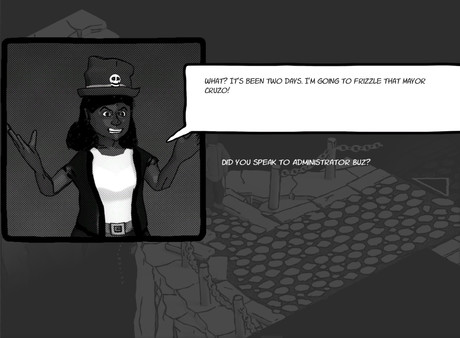 WHAT? IT'S BEEN TWO DAYS. I'M GOING TO FRIZZLE THAT MAYOR
CRUZO!
DID YOU SPEAK TO ADMINISTRATOR BUZ?